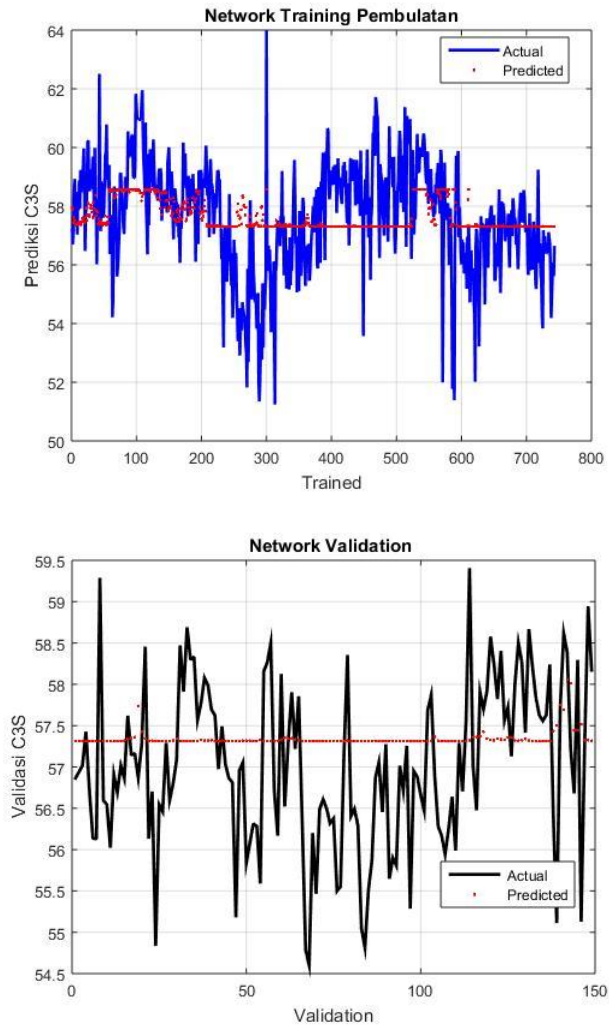 Network Training Pembulatan
64
62
60
58
56
54
52
50
Prediksi C3S
Actual
Predicted
0 100 200 300 400 500 600 700 800
Trained
Network Validation
59.5
59
58.5
58
57.5
57
56.5
56
55.5
55
54.5
Validasi C3S
Actual
Predicted
0 50 100 150
Validation